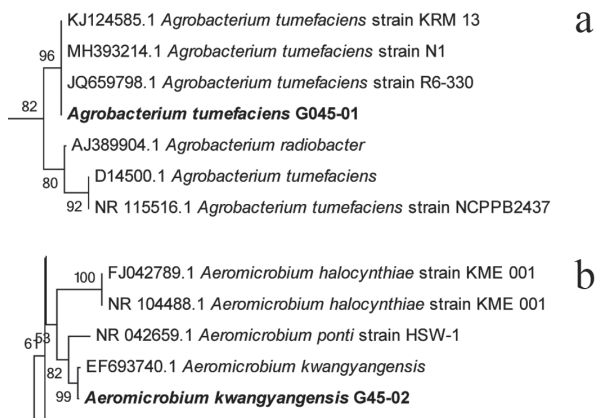 a
KJ124585.1 Agrobacterium tumefaciens strain KRM 13
MH393214.1 Agrobacterium tumefaciens strain N1
96
JQ659798.1 Agrobacterium tumefaciens strain R6-330
82
Agrobacterium tumefaciens G045-01
AJ389904.1 Agrobacterium radiobacter
80
D14500.1 Agrobacterium tumefaciens
92
NR 115516.1 Agrobacterium tumefaciens strain NCPPB2437
b
100
FJ042789.1 Aeromicrobium halocynthiae strain KME 001
NR 104488.1 Aeromicrobium halocynthiae strain KME 001
61
53
NR 042659.1 Aeromicrobium ponti strain HSW-1
82
EF693740.1 Aeromicrobium kwangyangensis
99
Aeromicrobium kwangyangensis G45-02